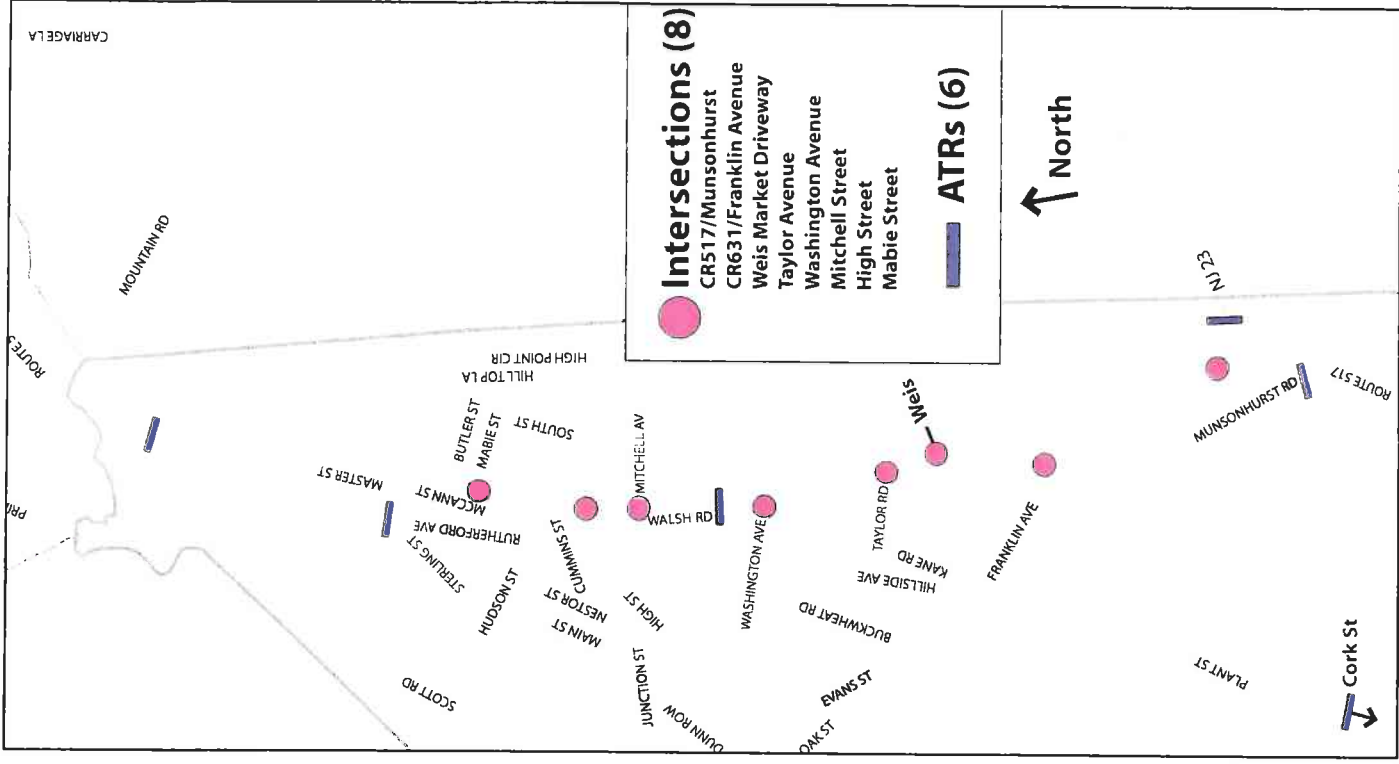 CARRIAGE LA
MOUNTAIN RD
HIGH POINT CIR
HILLTOP LA
BUTLER ST
MABIE ST
SOUTH ST
MASTER ST
MCCANN ST
RUTHERFORD AVE
STERLING ST
HUDSON ST
CUMMINS ST
NESTOR ST
MAIN ST
HIGH ST
SCOTT RD
MITCHELL AV
WALSH RD
WASHINGTON AVE
JUNCTION ST
DUNN ROW
OAK ST
EVANS ST
BUCKWHEAT RD
HILLSIDE AVE
KANE RD
TAYLOR RD
Weis
FRANKLIN AVE
PLANT ST
Cork St
MUNSONHURST RD
ROUTE 517
NJ 23
Intersections (8)
CR517/Munsonhurst
CR631/Franklin Avenue
Weis Market Driveway
Taylor Avenue
Washington Avenue
Mitchell Street
High Street
Mabie Street
ATRs (6)
North